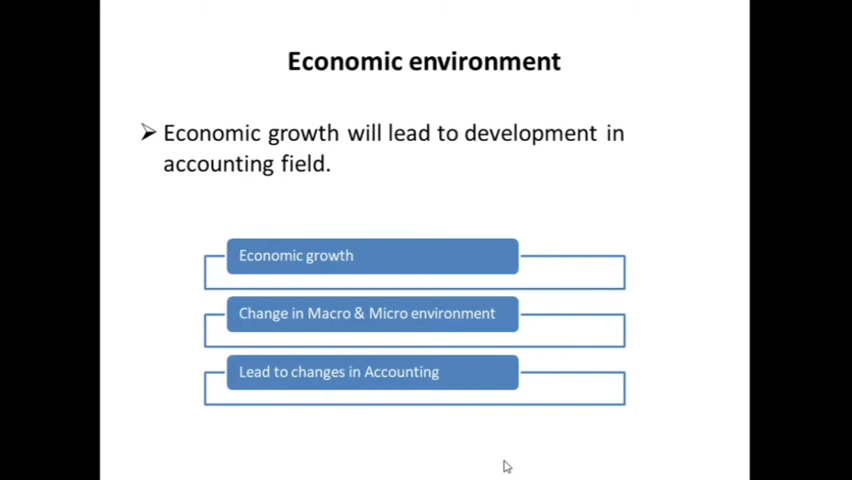 Economic environment
Economic growth will lead to development in
accounting field.
Economic growth
Change in Macro & Micro environment
Lead to changes in Accounting